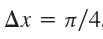 Δx = π/4,